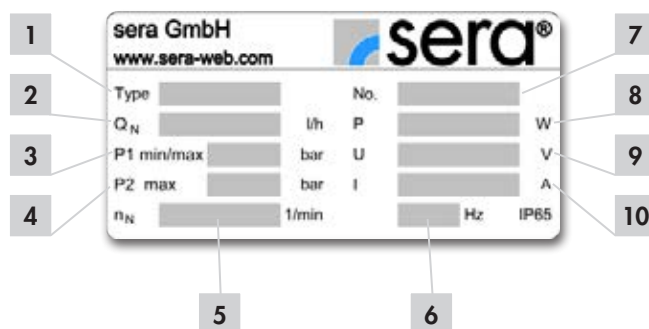 sera GmbH
www.sera-web.com
sera®
Type No.
QN l/h P W
P1 min/max bar U V
P2 max bar I A
nN 1/min Hz IP65
1
2
3
4
5
6
7
8
9
10